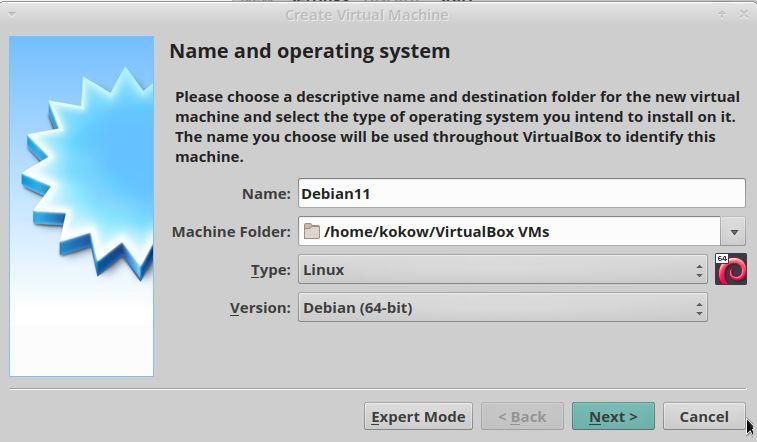 Create Virtual Machine
Name and operating system
Please choose a descriptive name and destination folder for the new virtual
machine and select the type of operating system you intend to install on it.
The name you choose will be used throughout VirtualBox to identify this
machine.
Name: Debian11
Machine Folder: /home/kokow/VirtualBox VMs
Type: Linux
64
Version: Debian (64-bit)
Expert Mode < Back Next > Cancel